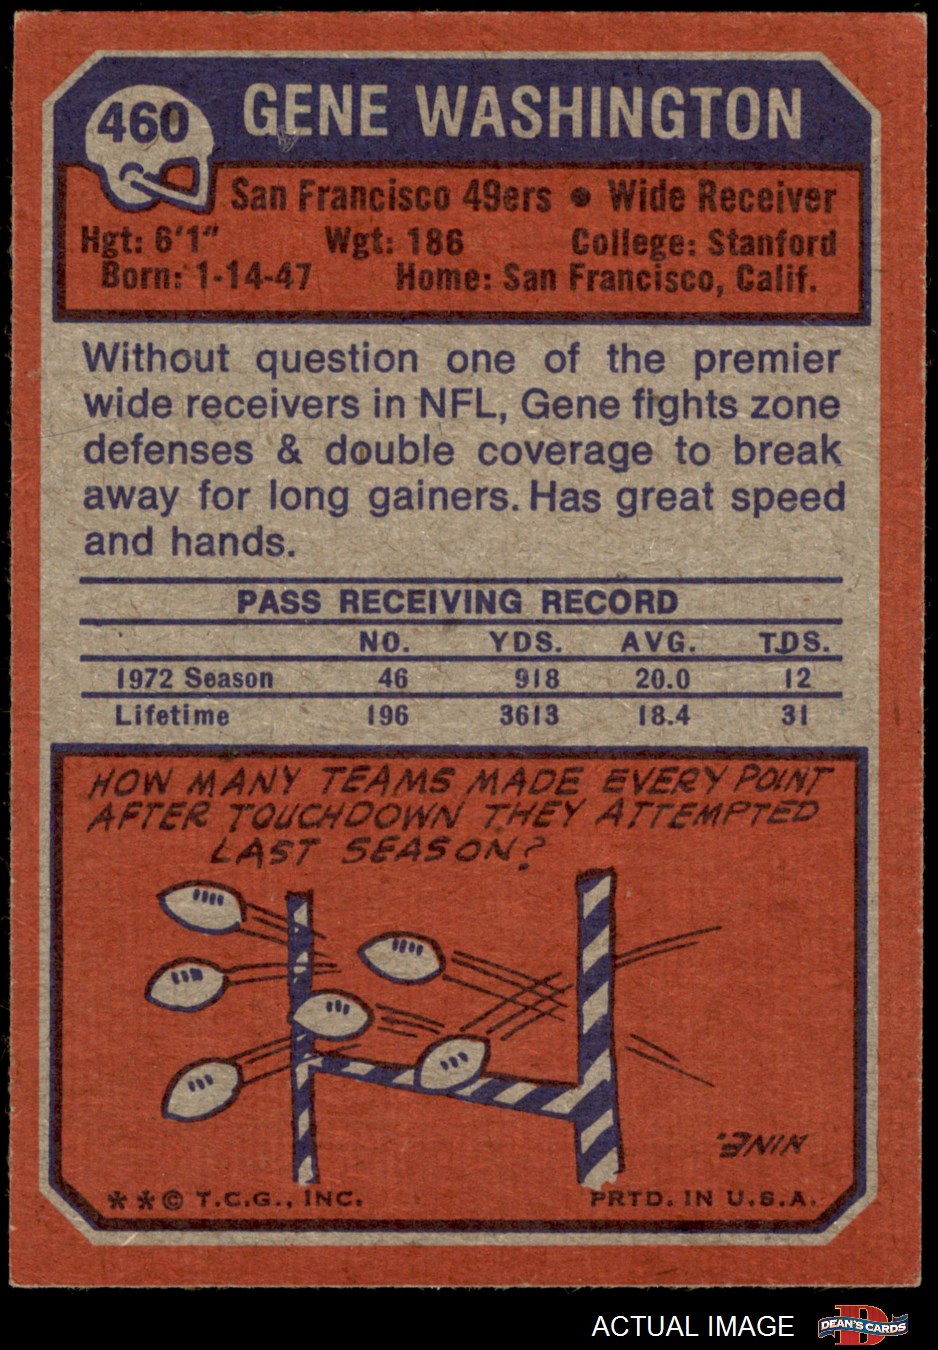 460
GENE WASHINGTON
San Francisco 49ers • Wide Receiver
Hgt: 6'1" Wgt: 186 College: Stanford
Born: 1-14-47 Home: San Francisco, Calif.
Without question one of the premier
wide receivers in NFL, Gene fights zone
defenses & double coverage to break
away for long gainers. Has great speed
and hands.
PASS RECEIVING RECORD
NO. YDS. AVG. TDS.
1972 Season 46 918 20.0 12
Lifetime 196 3613 18.4 31
HOW MANY TEAMS MADE EVERY POINT
AFTER TOUCHDOWN THEY ATTEMPTED
LAST SEASON?
NINE.
**© T.C.G., INC. PRTD. IN U.S.A.
ACTUAL IMAGE
DEAN'S CARDS